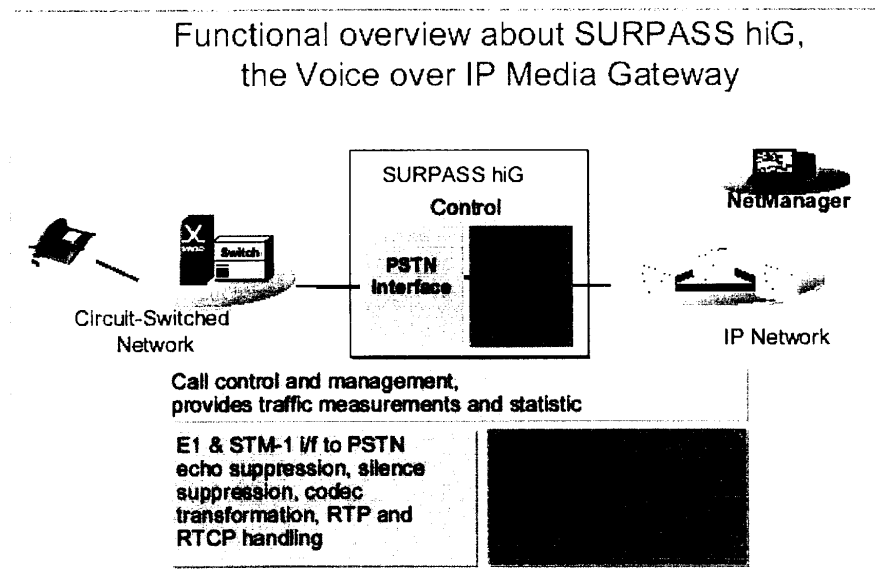 Functional overview about SURPASS hiG,
the Voice over IP Media Gateway
SURPASS hiG
Control
PSTN
Interface
Switch
NetManager
Circuit-Switched
Network
IP Network
Call control and management,
provides traffic measurements and statistic
E1 & STM-1 i/f to PSTN
echo suppression, silence
suppression, codec
transformation, RTP and
RTCP handling